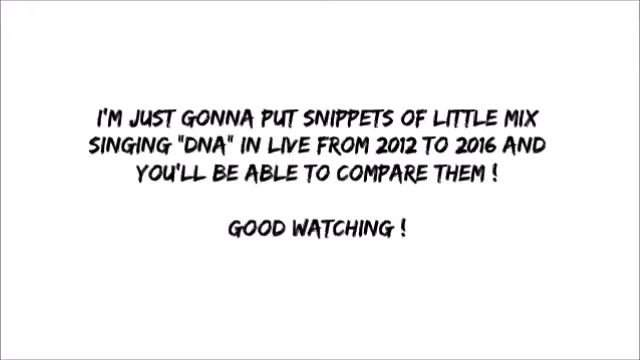 I'M JUST GONNA PUT SNIPPETS OF LITTLE MIX
SINGING "DNA" IN LIVE FROM 2012 TO 2016 AND
YOU'LL BE ABLE TO COMPARE THEM !
GOOD WATCHING !